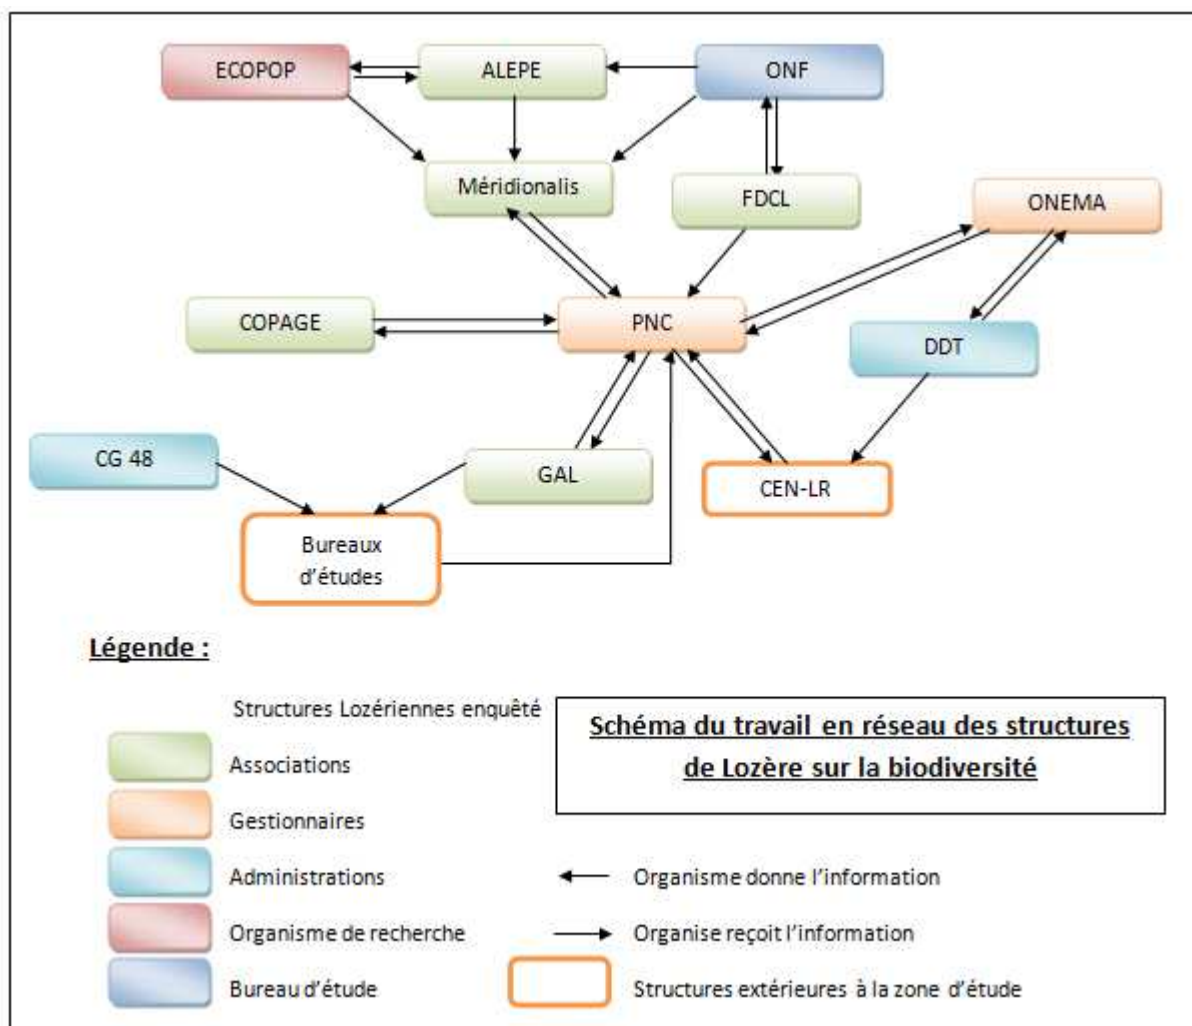 ECOPOP
ALEPE
ONF
Méridionalis
FDCL
ONEMA
COPAGE
PNC
DDT
CG 48
GAL
CEN-LR
Bureaux
d'études
Légende :
Structures Lozériennes enquêté
Schéma du travail en réseau des structures
de Lozère sur la biodiversité
Associations
Gestionnaires
Administrations
Organisme donne l'information
Organisme de recherche
Organise reçoit l'information
Bureau d'étude
Structures extérieures à la zone d'étude